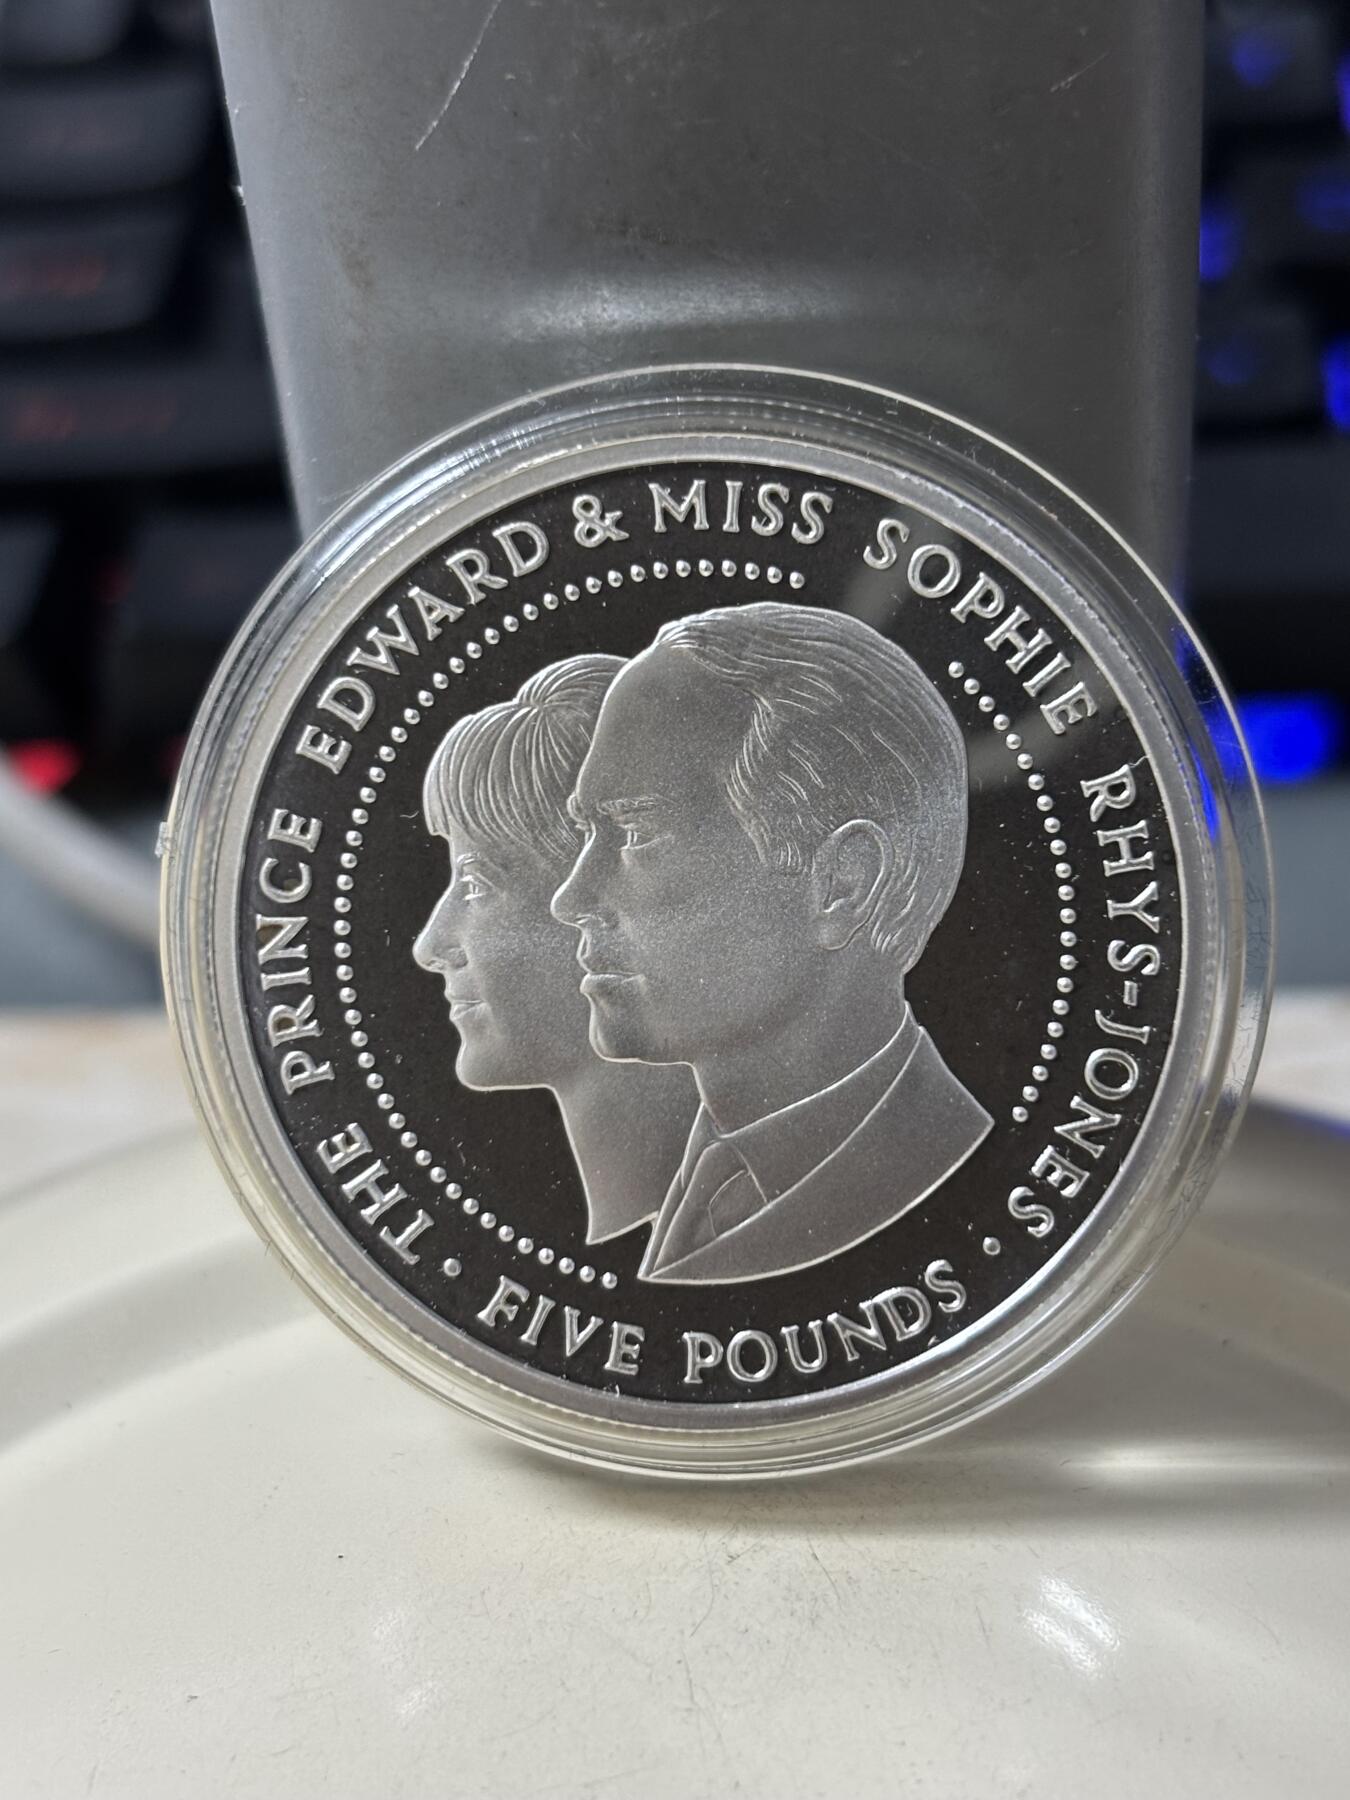 THE PRINCE EDWARD & MISS SOPHIE RHYS-JONES
· FIVE POUNDS ·